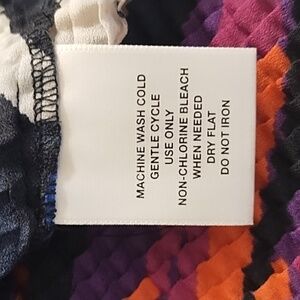 MACHINE WASH COLD
GENTLE CYCLE
USE ONLY
NON-CHLORINE BLEACH
WHEN NEEDED
DRY FLAT
DO NOT IRON